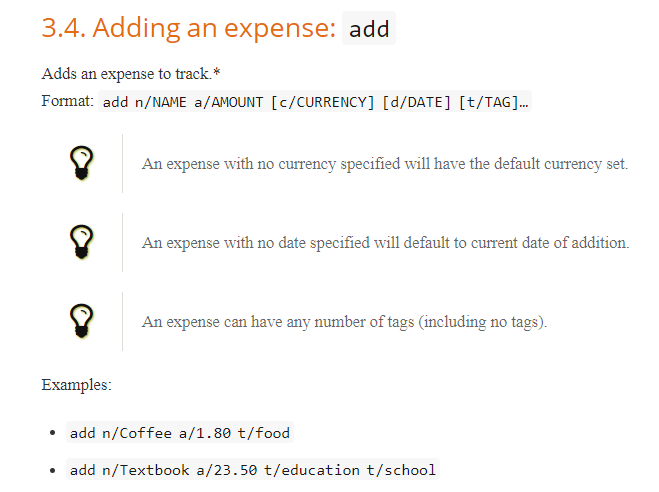 3.4. Adding an expense: add
Adds an expense to track.*
Format: add n/NAME a/AMOUNT [c/CURRENCY] [d/DATE] [t/TAG]…
An expense with no currency specified will have the default currency set.
An expense with no date specified will default to current date of addition.
An expense can have any number of tags (including no tags).
Examples:
• add n/Coffee a/1.80 t/food
• add n/Textbook a/23.50 t/education t/school